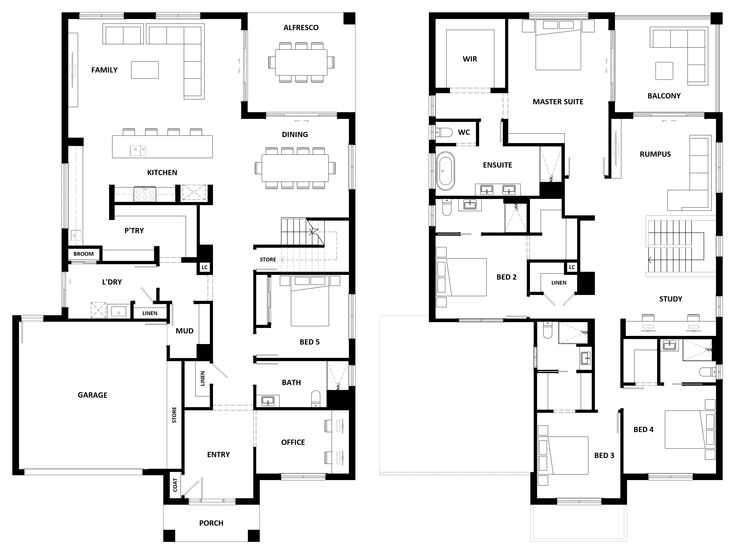 ALFRESCO
FAMILY
DINING
KITCHEN
P'TRY
BROOM
STORE
LC
L'DRY
LINEN
MUD
BED 5
GARAGE
STORE
LINEN
BATH
ENTRY
OFFICE
COAT
PORCH
WIR
MASTER SUITE
BALCONY
WC
ENSUITE
RUMPUS
BED 2
LC
LINEN
STUDY
BED 3
BED 4